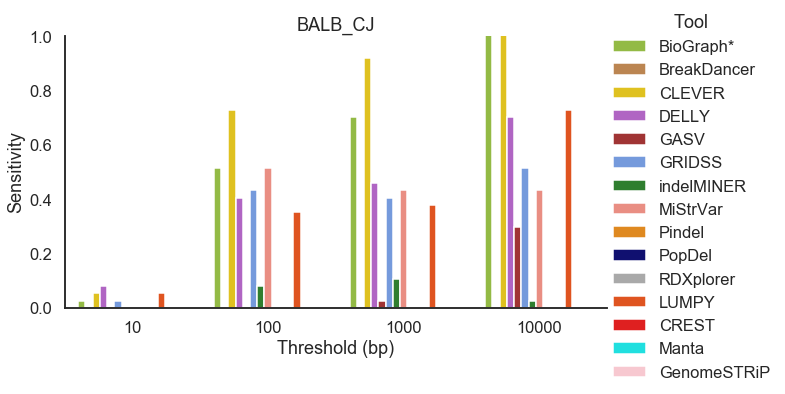 BALB_CJ
Sensitivity
1.0
0.8
0.6
0.4
0.2
0.0
10 100 1000 10000
Threshold (bp)
Tool
BioGraph*
BreakDancer
CLEVER
DELLY
GASV
GRIDSS
indelMINER
MiStrVar
Pindel
PopDel
RDXplorer
LUMPY
CREST
Manta
GenomeSTRiP